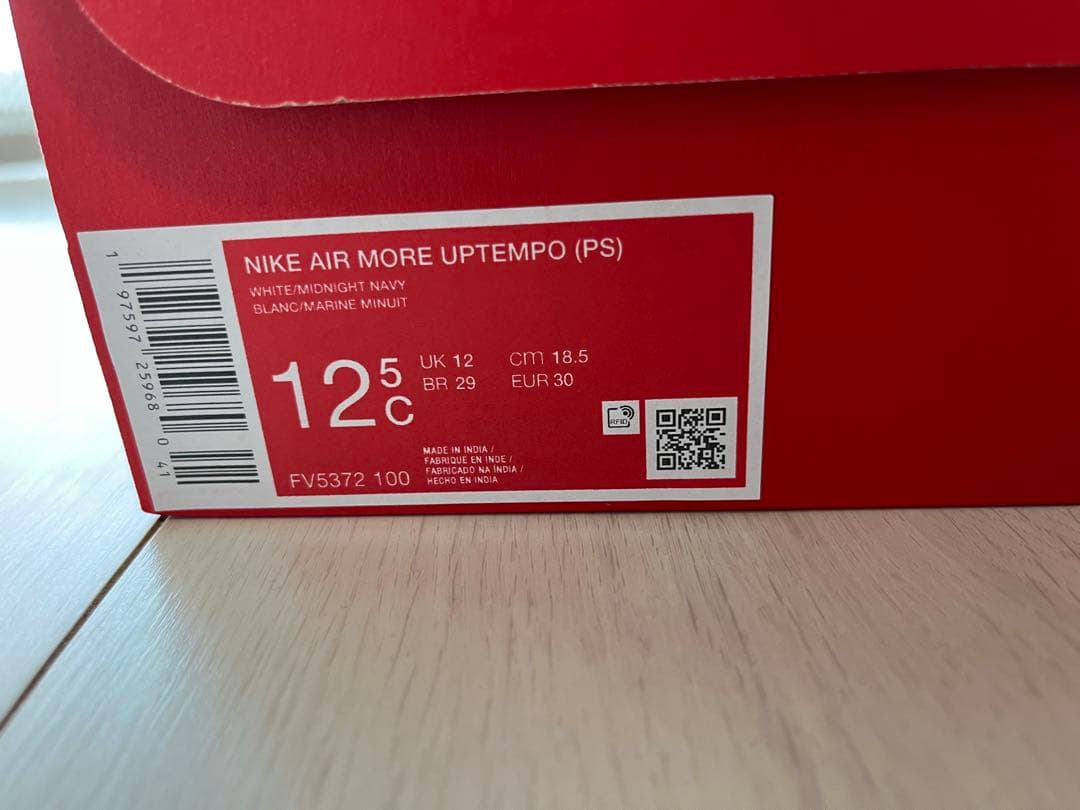 NIKE AIR MORE UPTEMPO (PS)
WHITE/MIDNIGHT NAVY
BLANC/MARINE MINUIT
12 5 C
UK 12 cm 18.5
BR 29 EUR 30
FV5372 100
MADE IN INDIA /
FABRIQUE EN INDE /
FABRICADO NA ÍNDIA /
HECHO EN INDIA
RFID
1 97597 25968 0 41